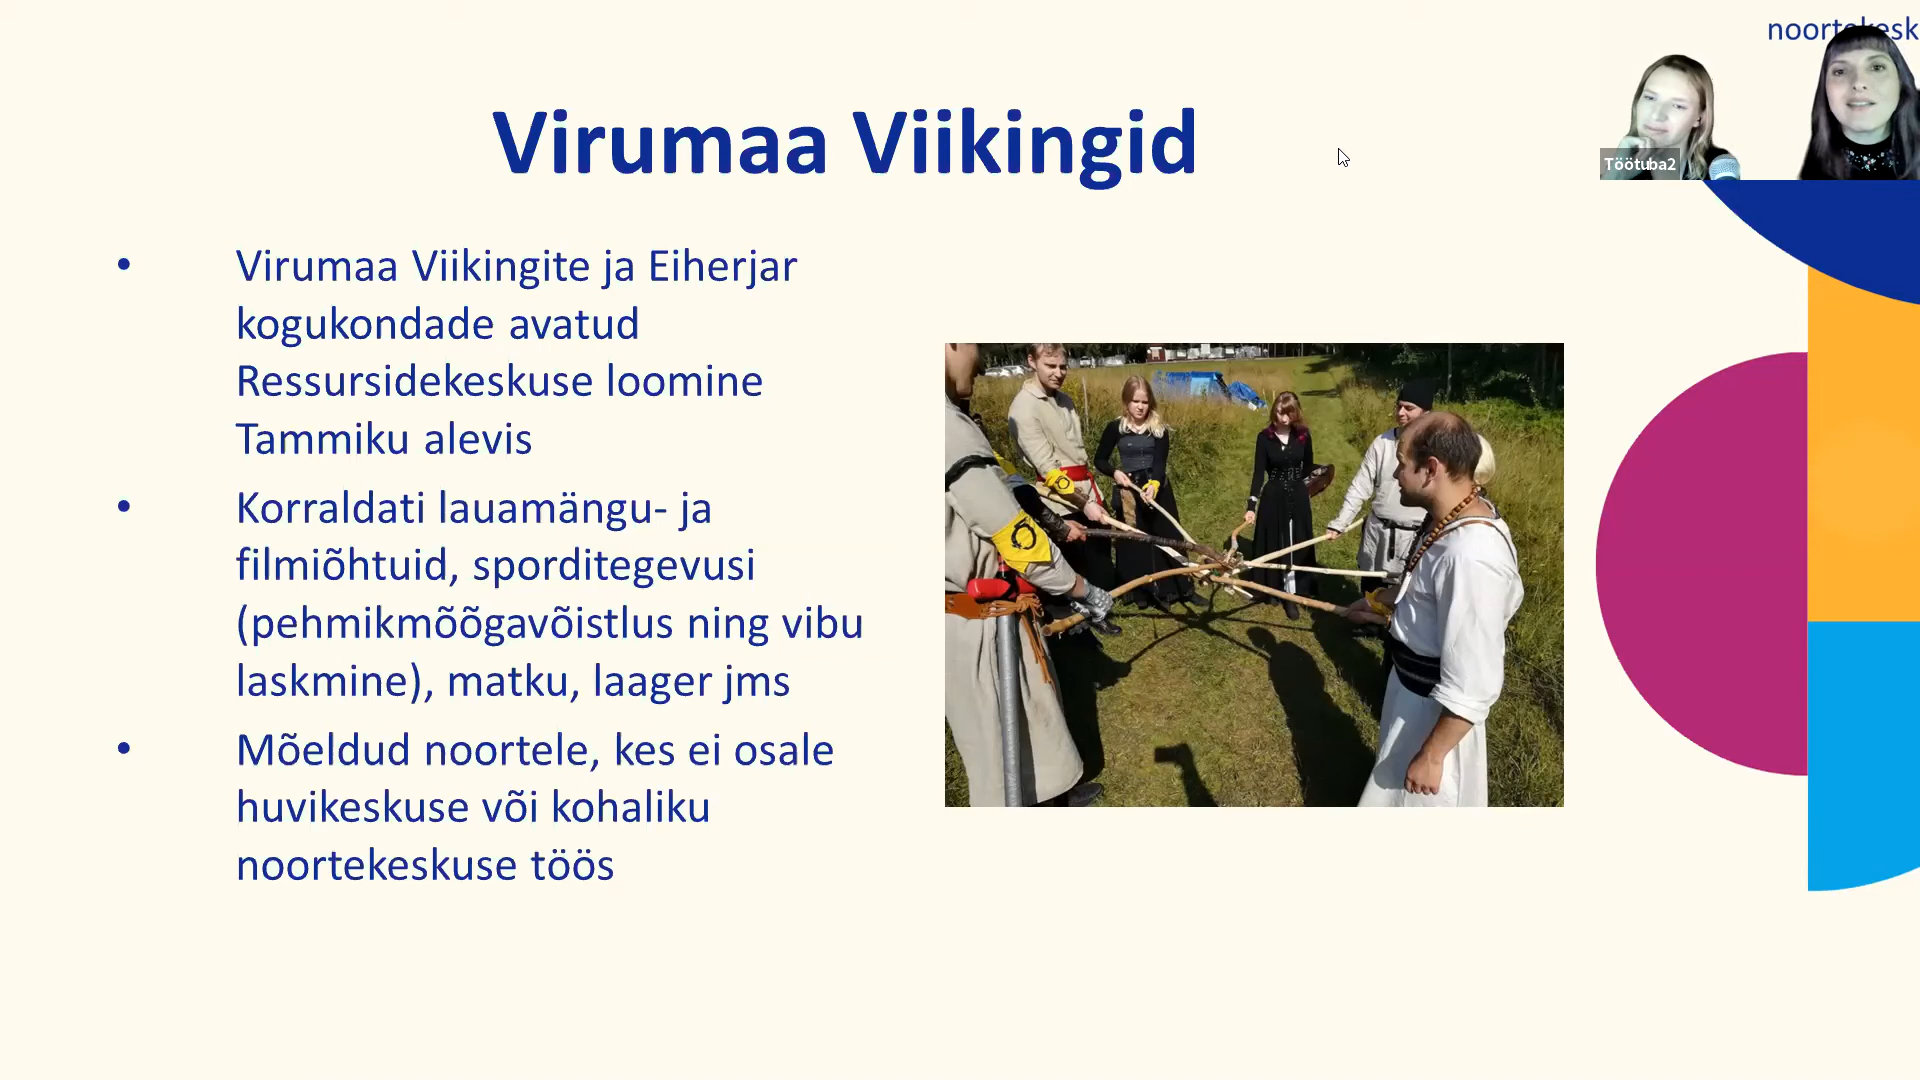 noortekesk
Virumaa Viikingid
Töötuba2
• Virumaa Viikingite ja Eiherjar
kogukondade avatud
Ressursidekeskuse loomine
Tammiku alevis
• Korraldati lauamängu- ja
filmiõhtuid, sporditegevusi
(pehmikmõõgavõistlus ning vibu
laskmine), matku, laager jms
• Mõeldud noortele, kes ei osale
huvikeskuse või kohaliku
noortekeskuse töös